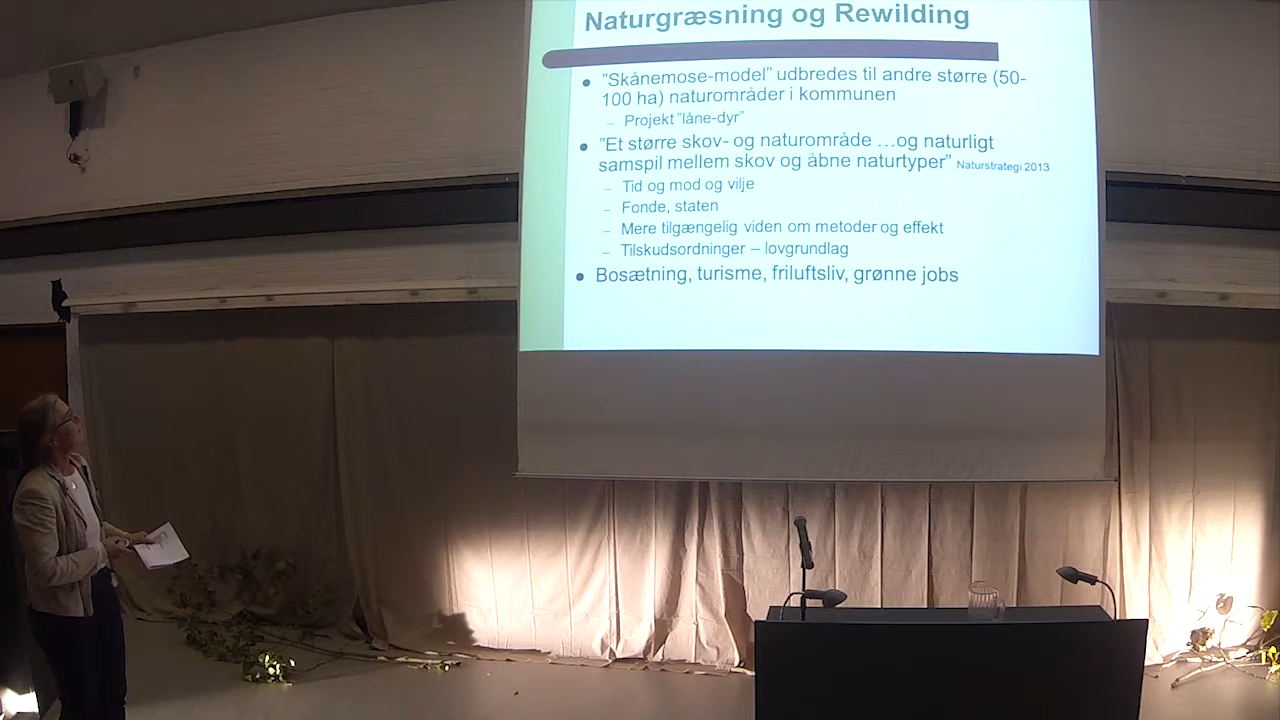 Naturgræsning og Rewilding
• "Skånemose-model" udbredes til andre større (50-
100 ha) naturområder i kommunen
– Projekt "låne-dyr"
• "Et større skov- og naturområde …og naturligt
samspil mellem skov og åbne naturtyper" Naturstrategi 2013
– Tid og mod og vilje
– Fonde, staten
– Mere tilgængelig viden om metoder og effekt
– Tilskudsordninger – lovgrundlag
• Bosætning, turisme, friluftsliv, grønne jobs